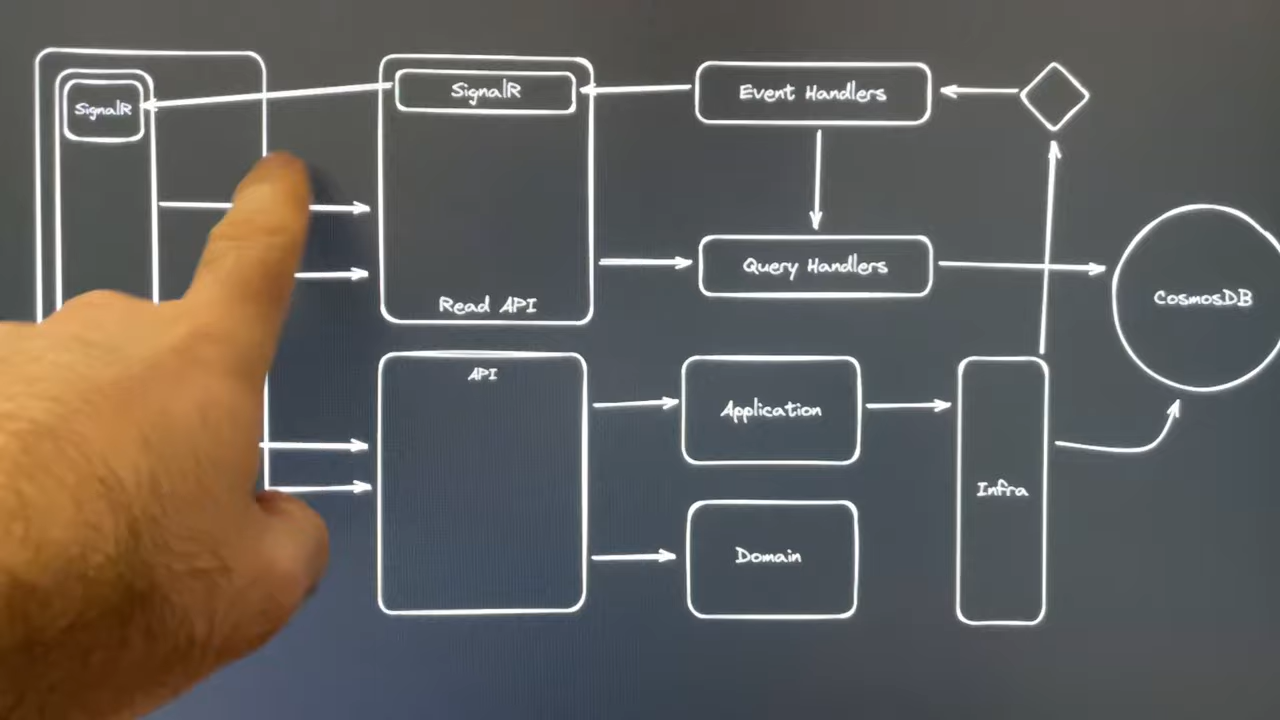 SignalR
SignalR
Event Handlers
Query Handlers
CosmosDB
Read API
API
Application
Infra
Domain